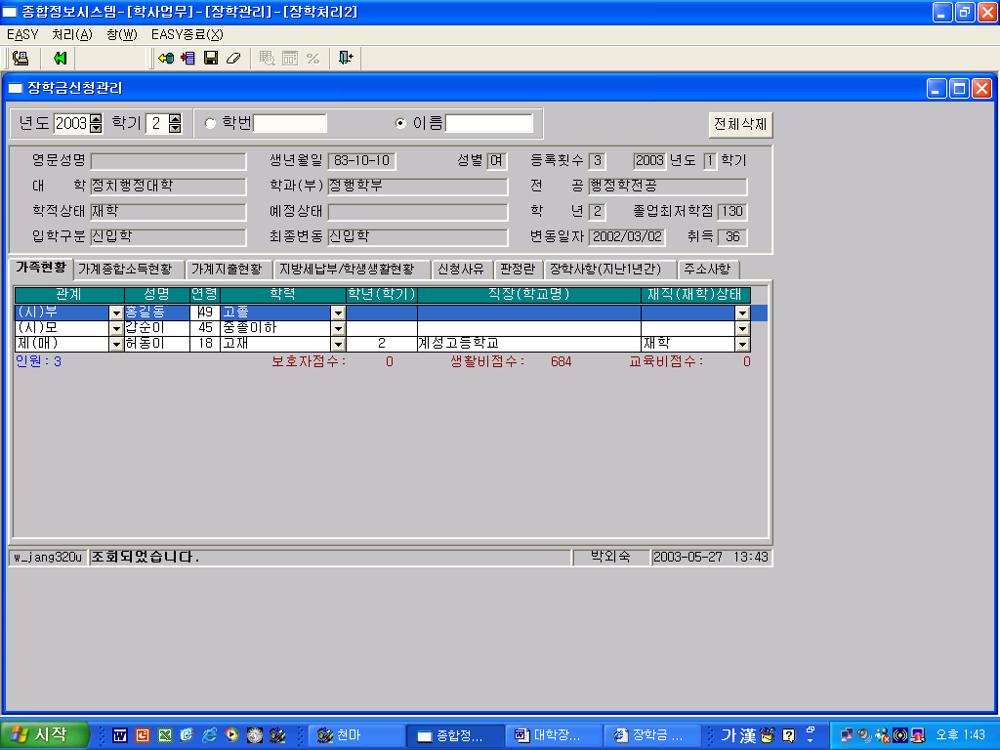 종합정보시스템-[학사업무]-[장학관리]-[장학처리2]
EASY 처리(A) 창(W) EASY종료(X)
장학금신청관리
년도 2003 학기 2 학번 이름 전체삭제
영문성명 생년월일 83-10-10 성별 여 등록횟수 3 2003 년도 1 학기
대 학 정치행정대학 학과(부) 정행학부 전 공 행정학전공
학적상태 재학 예정상태 학 년 2 졸업최저학점 130
입학구분 신입학 최종변동 신입학 변동일자 2002/03/02 취득 36
가족현황 가계종합소득현황 가계지출현황 지방세납부/학생생활현황 신청사유 판정란 장학사항(지난1년간) 주소사항
관계 성명 연령 학력 학년(학기) 직장(학교명) 재직(재학)상태
(시)부 홍길동 49 고졸
(시)모 갑순이 45 중졸이하
제(매) 허동이 18 고재 2 계성고등학교 재학
인원: 3 보호자점수: 0 생활비점수: 684 교육비점수: 0
w_jang320u 조회되었습니다. 박외숙 2003-05-27 13:43
시작 천마 종합정... 대학장... 장학금 ... 가 漢 오후 1:43